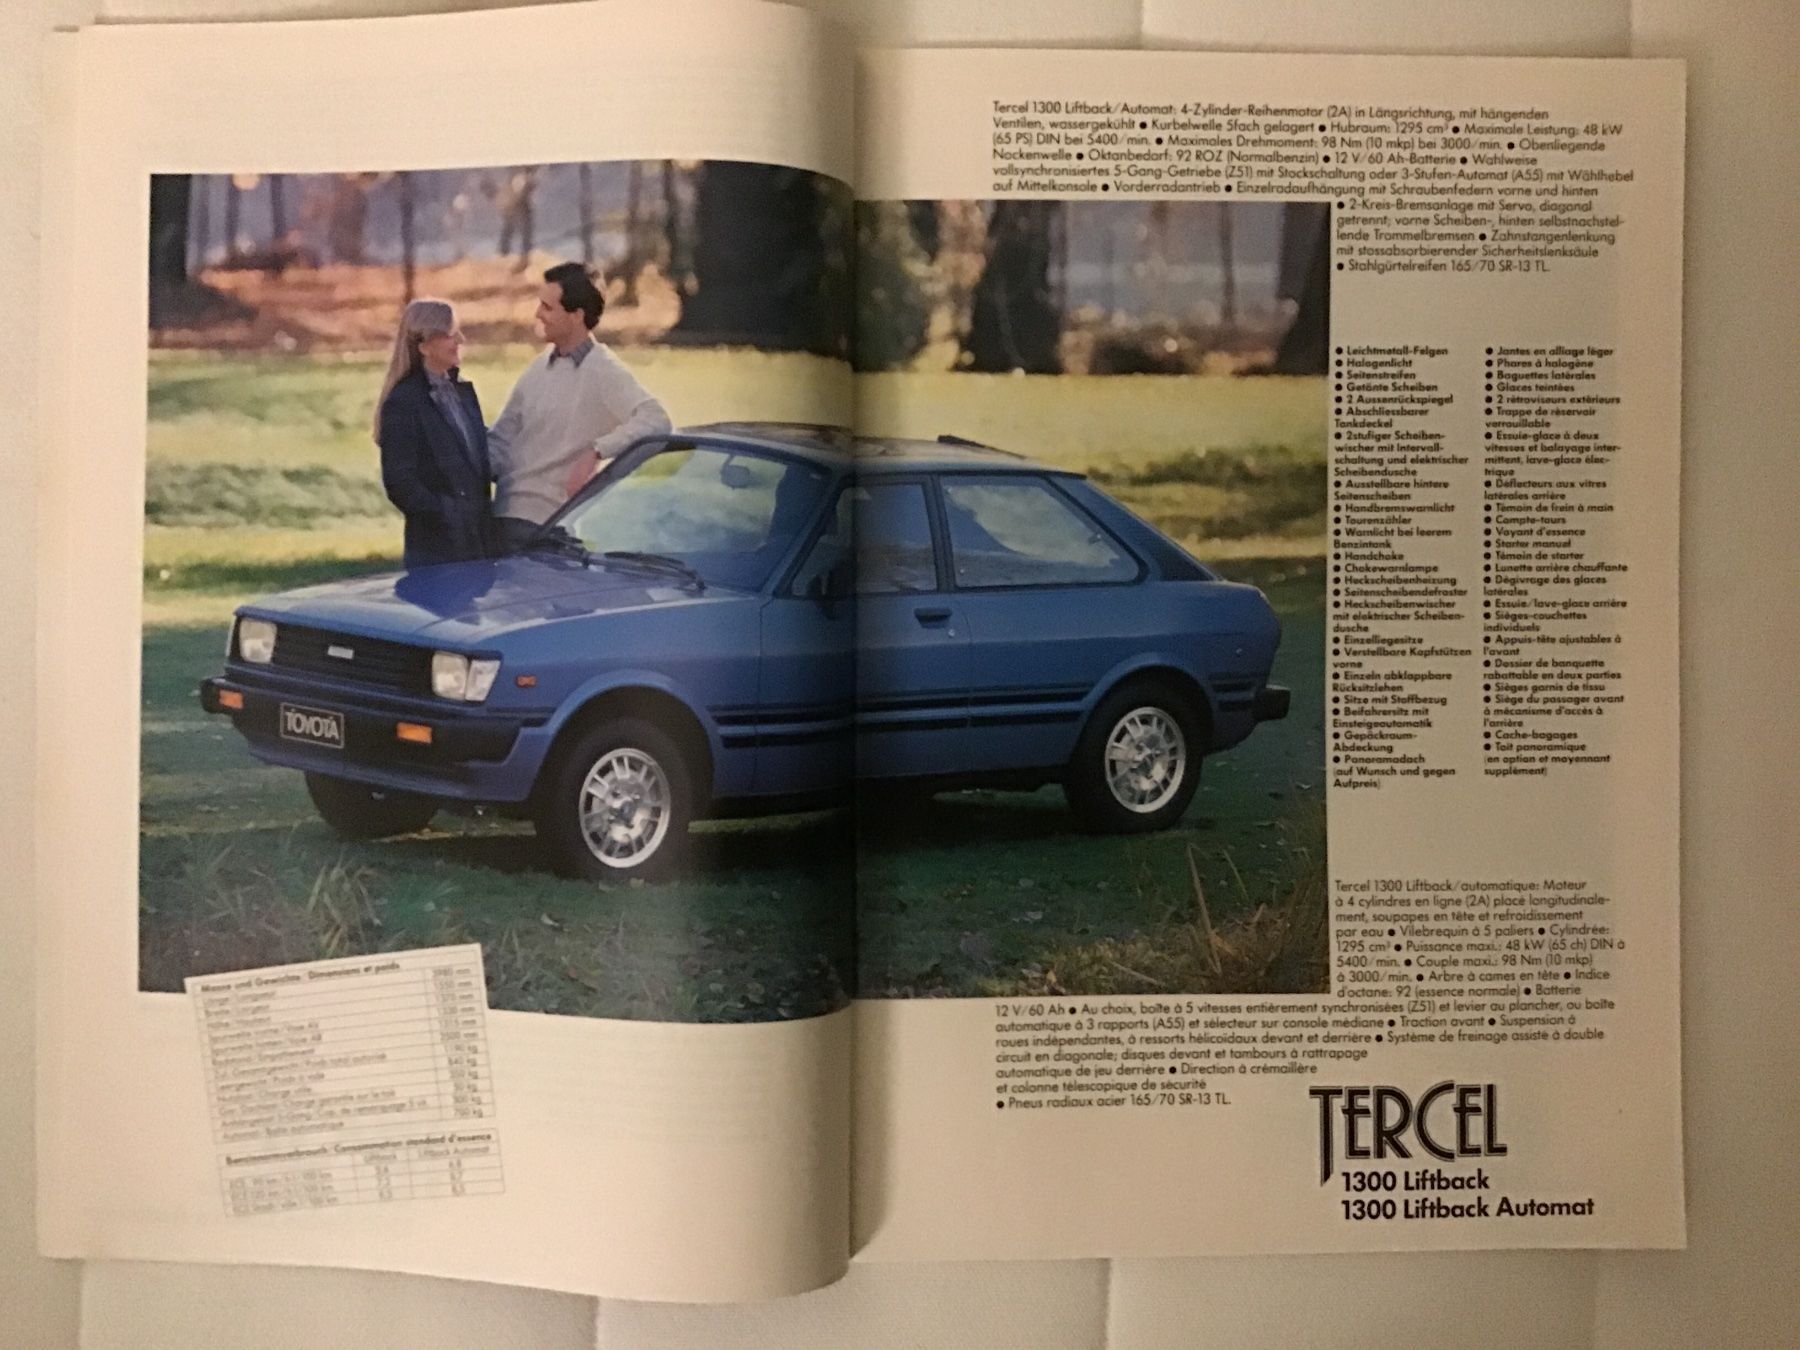 TOYOTA
Masse und Gewichte · Dimensions et poids
Benzinnormverbrauch · Consommation standard d'essence
Liftback
Liftback Automat
Tercel 1300 Liftback/Automat: 4-Zylinder-Reihenmotor (2A) in Längsrichtung, mit hängenden
Ventilen, wassergekühlt ● Kurbelwelle 5fach gelagert ● Hubraum: 1295 cm³ ● Maximale Leistung: 48 kW
(65 PS) DIN bei 5400/min. ● Maximales Drehmoment: 98 Nm (10 mkp) bei 3000/min. ● Obenliegende
Nockenwelle ● Oktanbedarf: 92 ROZ (Normalbenzin) ● 12 V/60 Ah-Batterie ● Wahlweise
vollsynchronisiertes 5-Gang-Getriebe (Z51) mit Stockschaltung oder 3-Stufen-Automat (A55) mit Wählhebel
auf Mittelkonsole ● Vorderradantrieb ● Einzelradaufhängung mit Schraubenfedern vorne und hinten
● 2-Kreis-Bremsanlage mit Servo, diagonal
getrennt; vorne Scheiben-, hinten selbstnachstel-
lende Trommelbremsen ● Zahnstangenlenkung
mit stossabsorbierender Sicherheitslenksäule
● Stahlgürtelreifen 165/70 SR-13 TL.
● Leichtmetall-Felgen
● Halogenlicht
● Seitenstreifen
● Getönte Scheiben
● 2 Aussenrückspiegel
● Abschliessbarer
Tankdeckel
● 2stufiger Scheiben-
wischer mit Intervall-
schaltung und elektrischer
Scheibendusche
● Ausstellbare hintere
Seitenscheiben
● Handbremswarnlicht
● Tourenzähler
● Warnlicht bei leerem
Benzintank
● Handchoke
● Chokewarnlampe
● Heckscheibenheizung
● Seitenscheibendefroster
● Heckscheibenwischer
mit elektrischer Scheiben-
dusche
● Einzelliegesitze
● Verstellbare Kopfstützen
vorne
● Einzeln abklappbare
Rücksitzlehen
● Sitze mit Stoffbezug
● Beifahrersitz mit
Einsteigeautomatik
● Gepäckraum-
Abdeckung
● Panoramadach
(auf Wunsch und gegen
Aufpreis)
● Jantes en alliage léger
● Phares à halogène
● Baguettes latérales
● Glaces teintées
● 2 rétroviseurs extérieurs
● Trappe de réservoir
verrouillable
● Essuie-glace à deux
vitesses et balayage inter-
mittent, lave-glace élec-
trique
● Déflecteurs aux vitres
latérales arrière
● Témoin de frein à main
● Compte-tours
● Voyant d'essence
● Starter manuel
● Témoin de starter
● Lunette arrière chauffante
● Dégivrage des glaces
latérales
● Essuie/lave-glace arrière
● Sièges-couchettes
individuels
● Appuis-tête ajustables à
l'avant
● Dossier de banquette
rabattable en deux parties
● Sièges garnis de tissu
● Siège du passager avant
à mécanisme d'accès à
l'arrière
● Cache-bagages
● Toit panoramique
(en option et moyennant
supplément)
Tercel 1300 Liftback/automatique: Moteur
à 4 cylindres en ligne (2A) placé longitudinale-
ment, soupapes en tête et refroidissement
par eau ● Vilebrequin à 5 paliers ● Cylindrée:
1295 cm³ ● Puissance maxi.: 48 kW (65 ch) DIN à
5400/min. ● Couple maxi.: 98 Nm (10 mkp)
à 3000/min. ● Arbre à cames en tête ● Indice
d'octane: 92 (essence normale) ● Batterie
12 V/60 Ah ● Au choix, boîte à 5 vitesses entièrement synchronisées (Z51) et levier au plancher, ou boîte
automatique à 3 rapports (A55) et sélecteur sur console médiane ● Traction avant ● Suspension à
roues indépendantes, à ressorts hélicoïdaux devant et derrière ● Système de freinage assisté à double
circuit en diagonale; disques devant et tambours à rattrapage
automatique de jeu derrière ● Direction à crémaillère
et colonne télescopique de sécurité
● Pneus radiaux acier 165/70 SR-13 TL.
TERCEL
1300 Liftback
1300 Liftback Automat